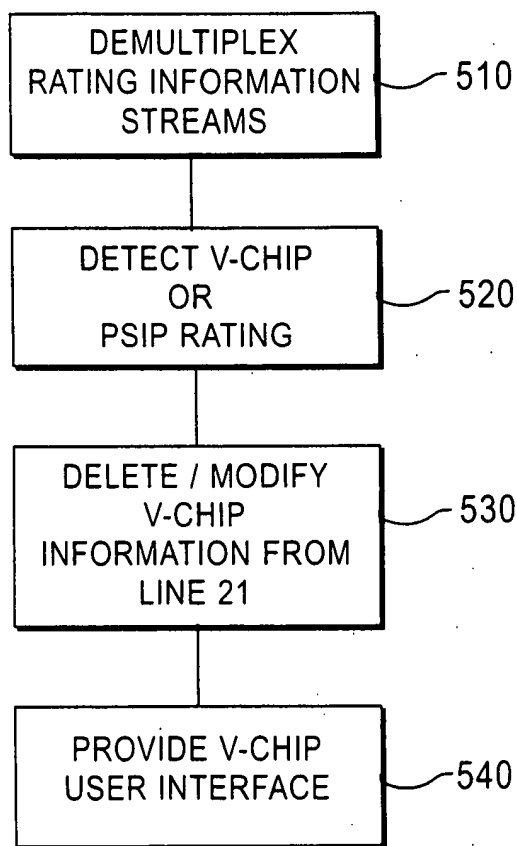 DEMULTIPLEX
RATING INFORMATION
STREAMS
510
DETECT V-CHIP
OR
PSIP RATING
520
DELETE / MODIFY
V-CHIP
INFORMATION FROM
LINE 21
530
PROVIDE V-CHIP
USER INTERFACE
540